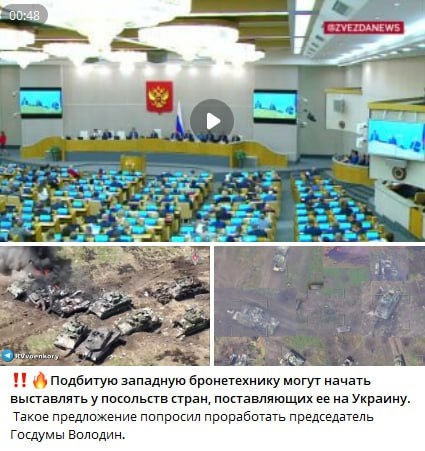 00:48
@ZVEZDANEWS
RVvoenkory
‼️🔥Подбитую западную бронетехнику могут начать
выставлять у посольств стран, поставляющих ее на Украину.
Такое предложение попросил проработать председатель
Госдумы Володин.